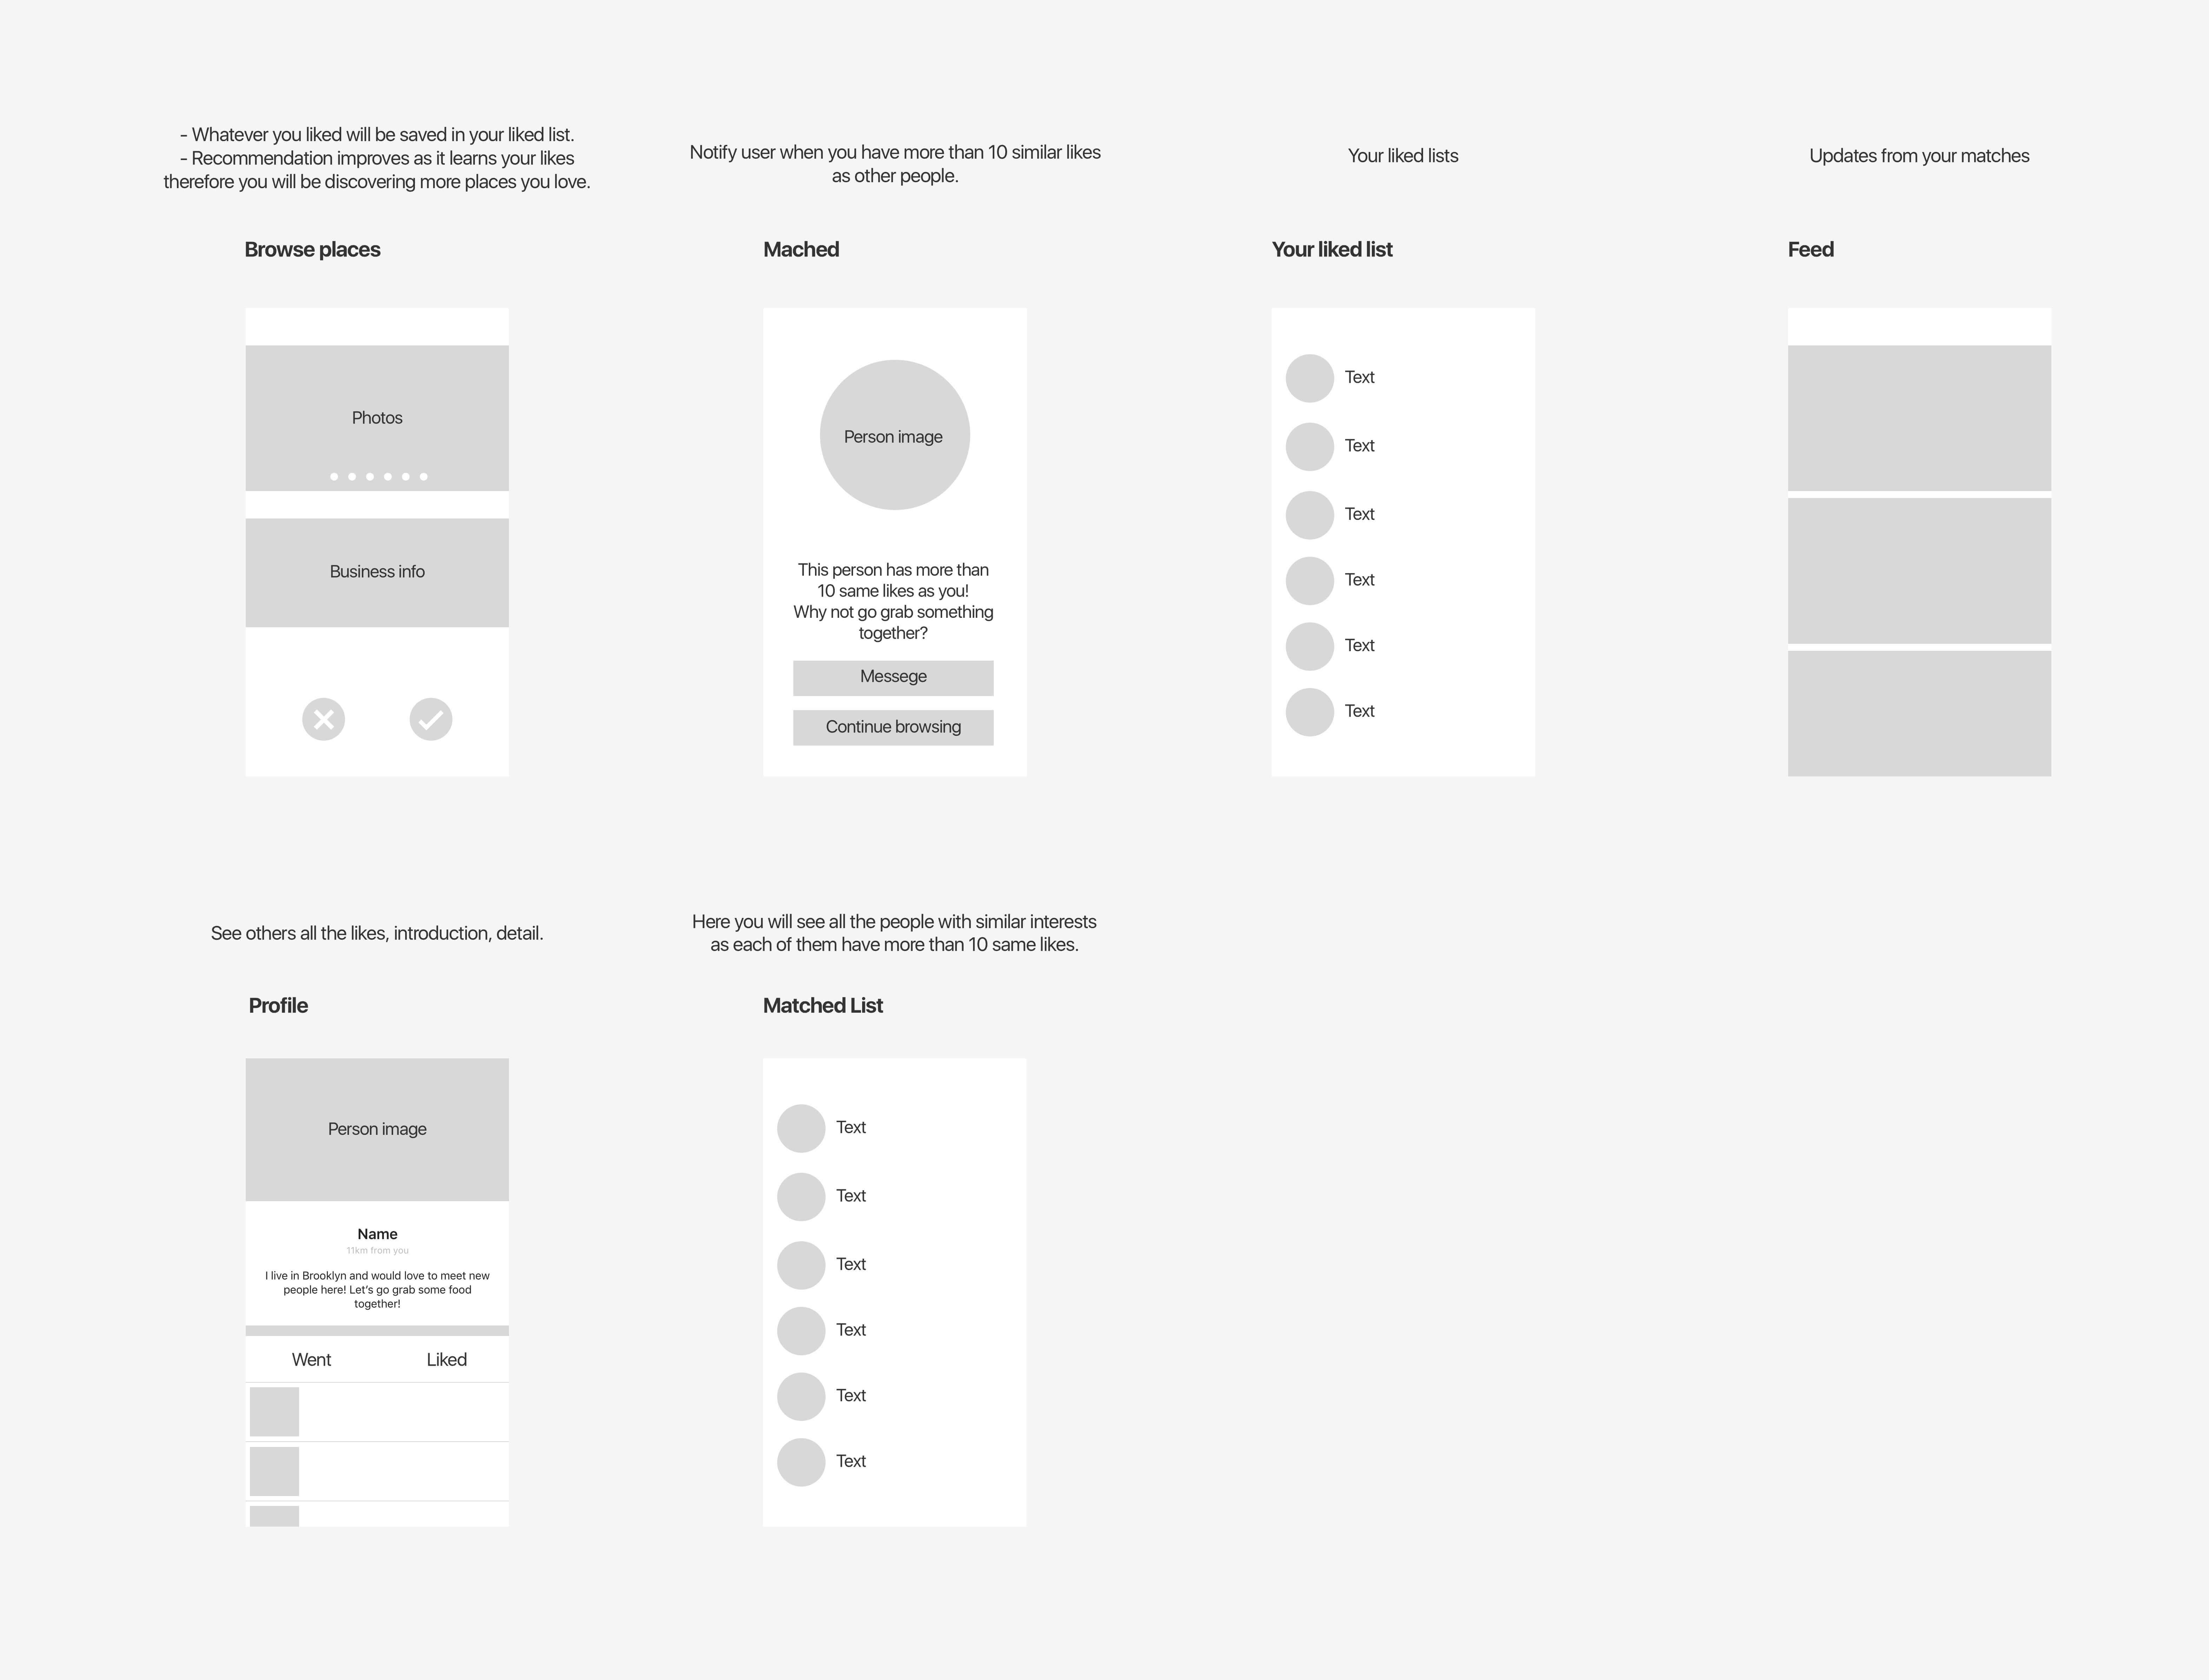 - Whatever you liked will be saved in your liked list.
- Recommendation improves as it learns your likes
therefore you will be discovering more places you love.
Browse places
Photos
Business info
Notify user when you have more than 10 similar likes
as other people.
Mached
Person image
This person has more than
10 same likes as you!
Why not go grab something
together?
Messege
Continue browsing
Your liked lists
Your liked list
Text
Text
Text
Text
Text
Text
Updates from your matches
Feed
See others all the likes, introduction, detail.
Profile
Person image
Name
11km from you
I live in Brooklyn and would love to meet new
people here! Let's go grab some food
together!
Went Liked
Here you will see all the people with similar interests
as each of them have more than 10 same likes.
Matched List
Text
Text
Text
Text
Text
Text